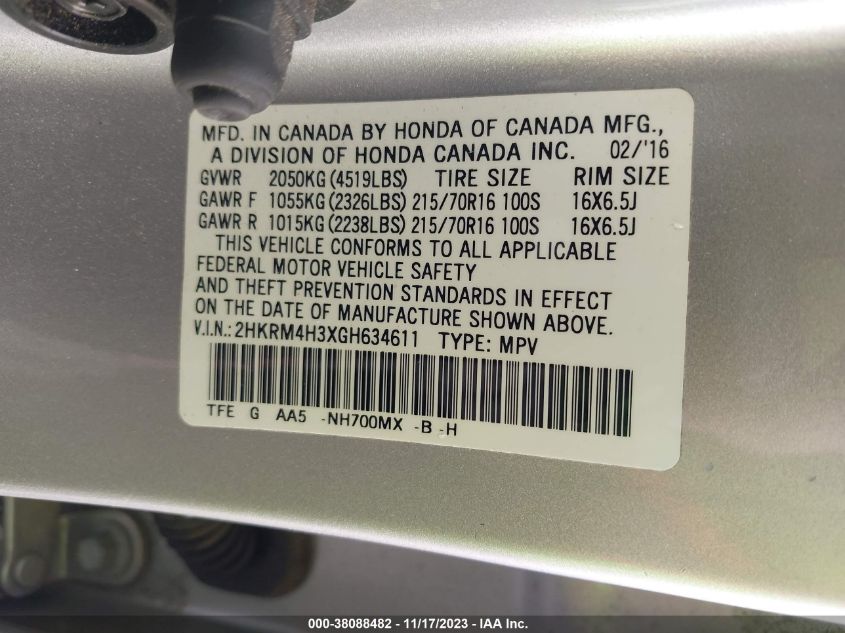 MFD. IN CANADA BY HONDA OF CANADA MFG.,
A DIVISION OF HONDA CANADA INC. 02/'16
GVWR 2050KG (4519LBS) TIRE SIZE RIM SIZE
GAWR F 1055KG (2326LBS) 215/70R16 100S 16X6.5J
GAWR R 1015KG (2238LBS) 215/70R16 100S 16X6.5J
THIS VEHICLE CONFORMS TO ALL APPLICABLE
FEDERAL MOTOR VEHICLE SAFETY
AND THEFT PREVENTION STANDARDS IN EFFECT
ON THE DATE OF MANUFACTURE SHOWN ABOVE.
V.I.N.: 2HKRM4H3XGH634611 TYPE: MPV
TFE G AA5 -NH700MX -B -H
000-38088482 - 11/17/2023 - IAA Inc.